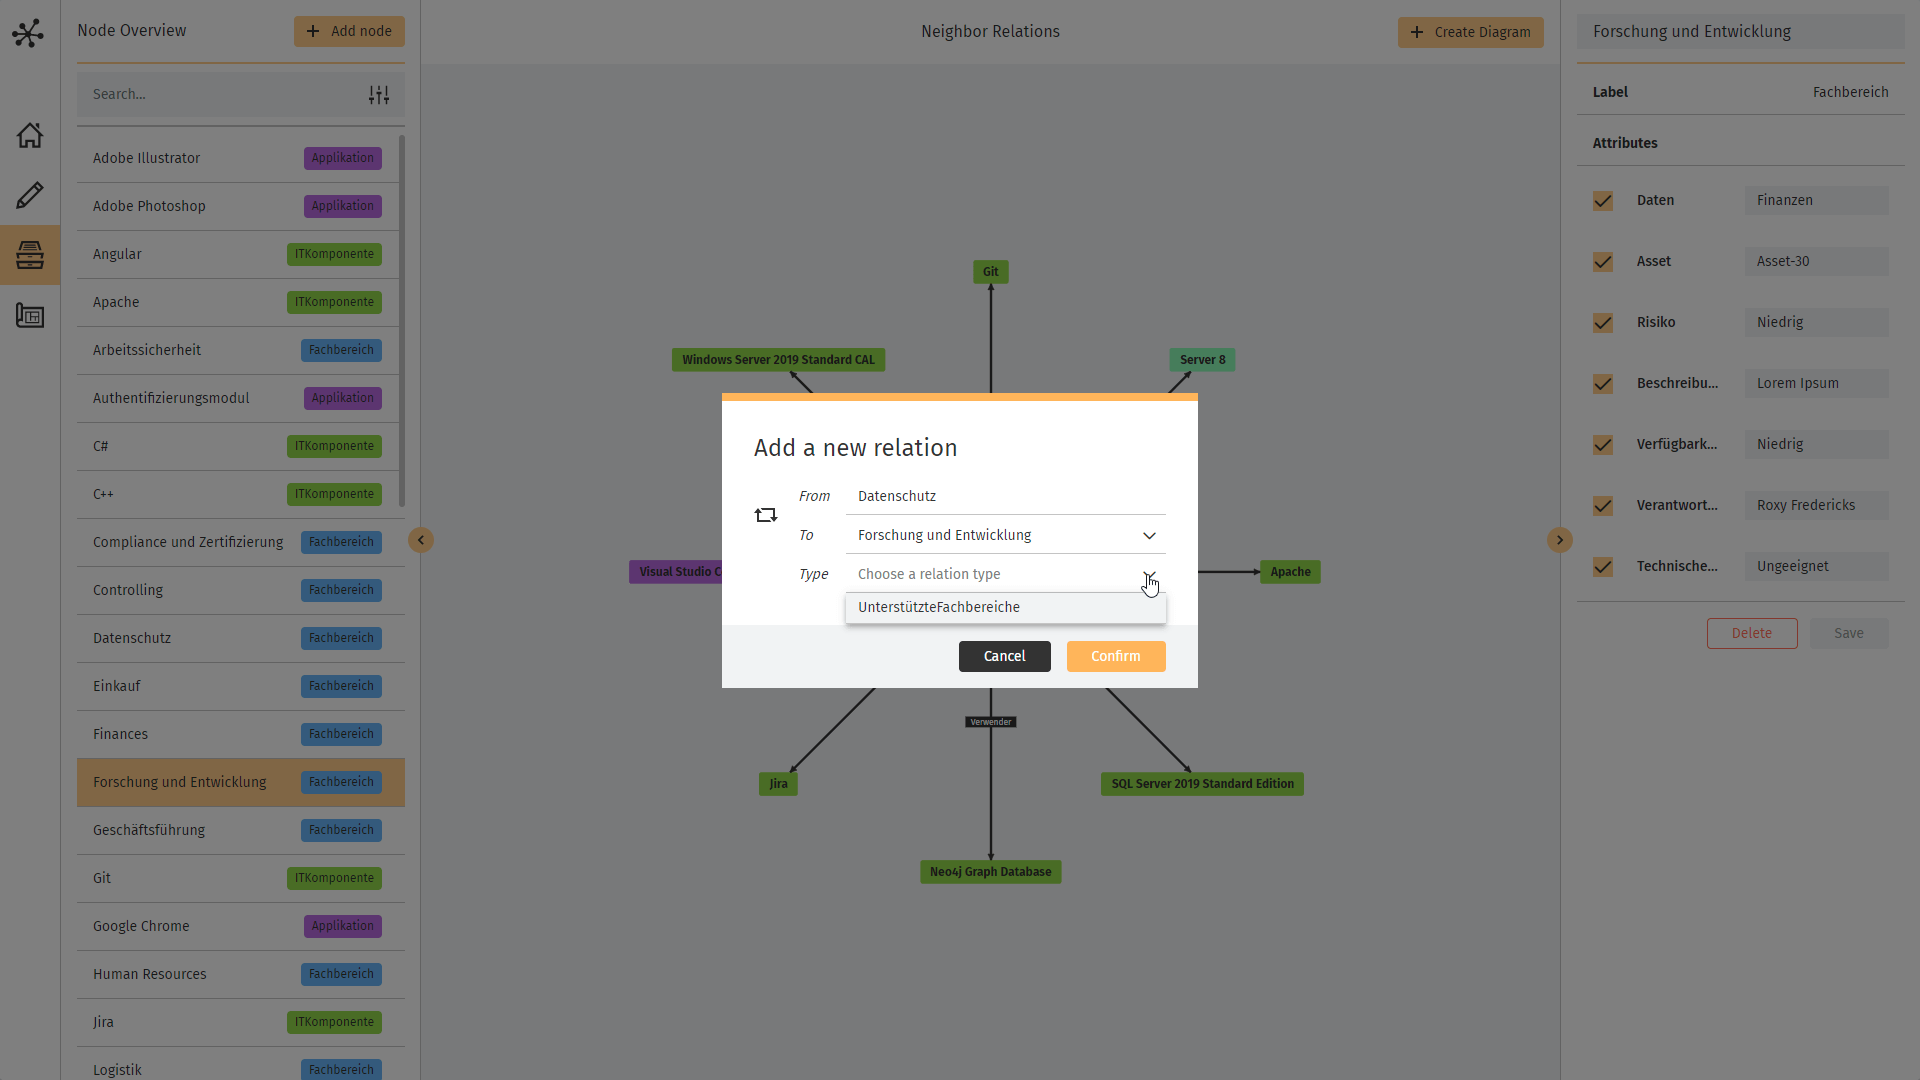 Node Overview
Add node
Search...
Adobe Illustrator Applikation
Adobe Photoshop Applikation
Angular ITKomponente
Apache ITKomponente
Arbeitssicherheit Fachbereich
Authentifizierungsmodul Applikation
C# ITKomponente
C++ ITKomponente
Compliance und Zertifizierung Fachbereich
Controlling Fachbereich
Datenschutz Fachbereich
Einkauf Fachbereich
Finances Fachbereich
Forschung und Entwicklung Fachbereich
Geschäftsführung Fachbereich
Git ITKomponente
Google Chrome Applikation
Human Resources Fachbereich
Jira ITKomponente
Logistik Fachbereich
Neighbor Relations
Create Diagram
Git
Windows Server 2019 Standard CAL
Server 8
Visual Studio
Apache
Verwender
Jira
SQL Server 2019 Standard Edition
Neo4j Graph Database
Add a new relation
From Datenschutz
To Forschung und Entwicklung
Type Choose a relation type
UnterstützteFachbereiche
Cancel
Confirm
Forschung und Entwicklung
Label Fachbereich
Attributes
Daten Finanzen
Asset Asset-30
Risiko Niedrig
Beschreibu... Lorem Ipsum
Verfügbark... Niedrig
Verantwort... Roxy Fredericks
Technische... Ungeeignet
Delete
Save